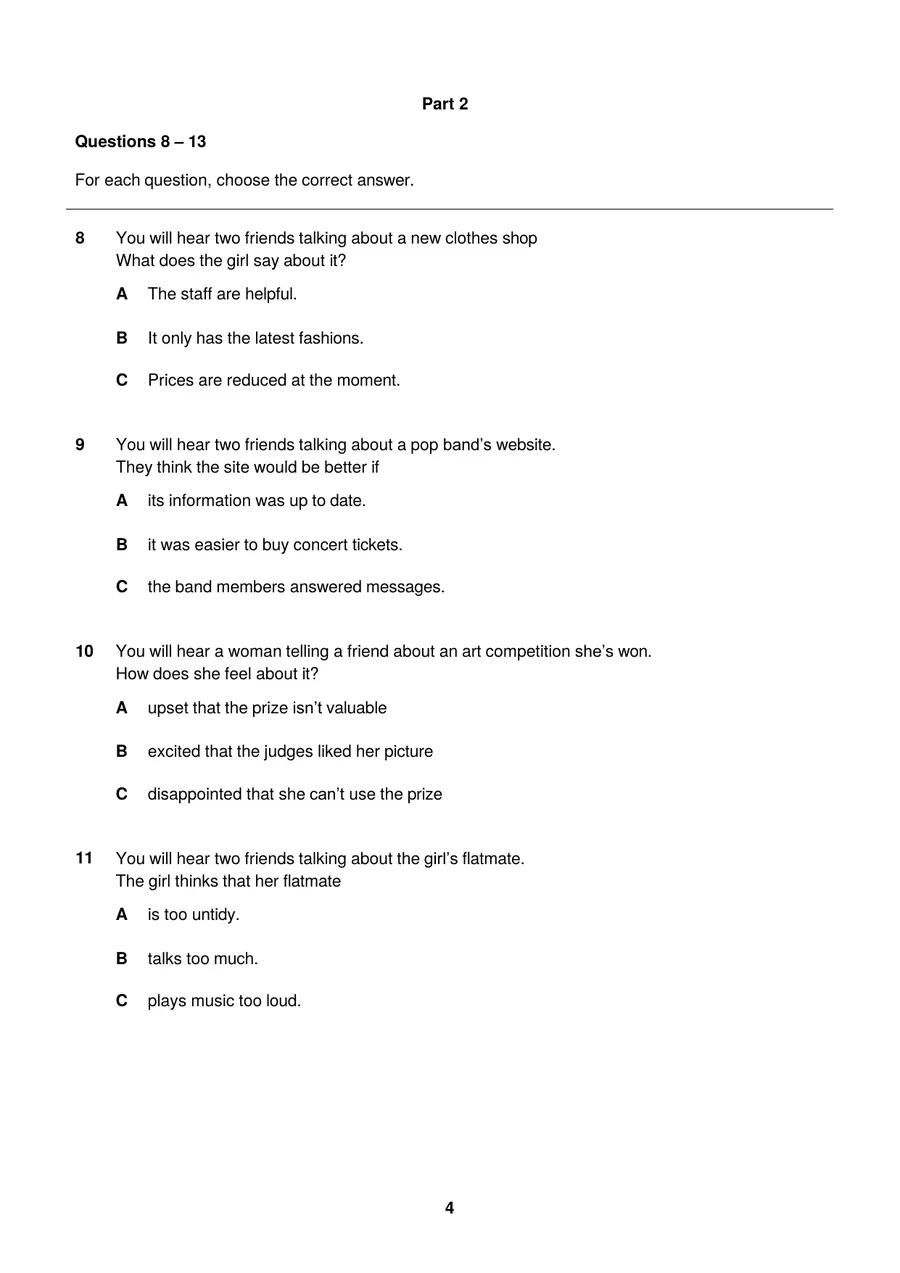 Part 2
Questions 8 – 13
For each question, choose the correct answer.
8 You will hear two friends talking about a new clothes shop
What does the girl say about it?
A The staff are helpful.
B It only has the latest fashions.
C Prices are reduced at the moment.
9 You will hear two friends talking about a pop band’s website.
They think the site would be better if
A its information was up to date.
B it was easier to buy concert tickets.
C the band members answered messages.
10 You will hear a woman telling a friend about an art competition she’s won.
How does she feel about it?
A upset that the prize isn’t valuable
B excited that the judges liked her picture
C disappointed that she can’t use the prize
11 You will hear two friends talking about the girl’s flatmate.
The girl thinks that her flatmate
A is too untidy.
B talks too much.
C plays music too loud.
4